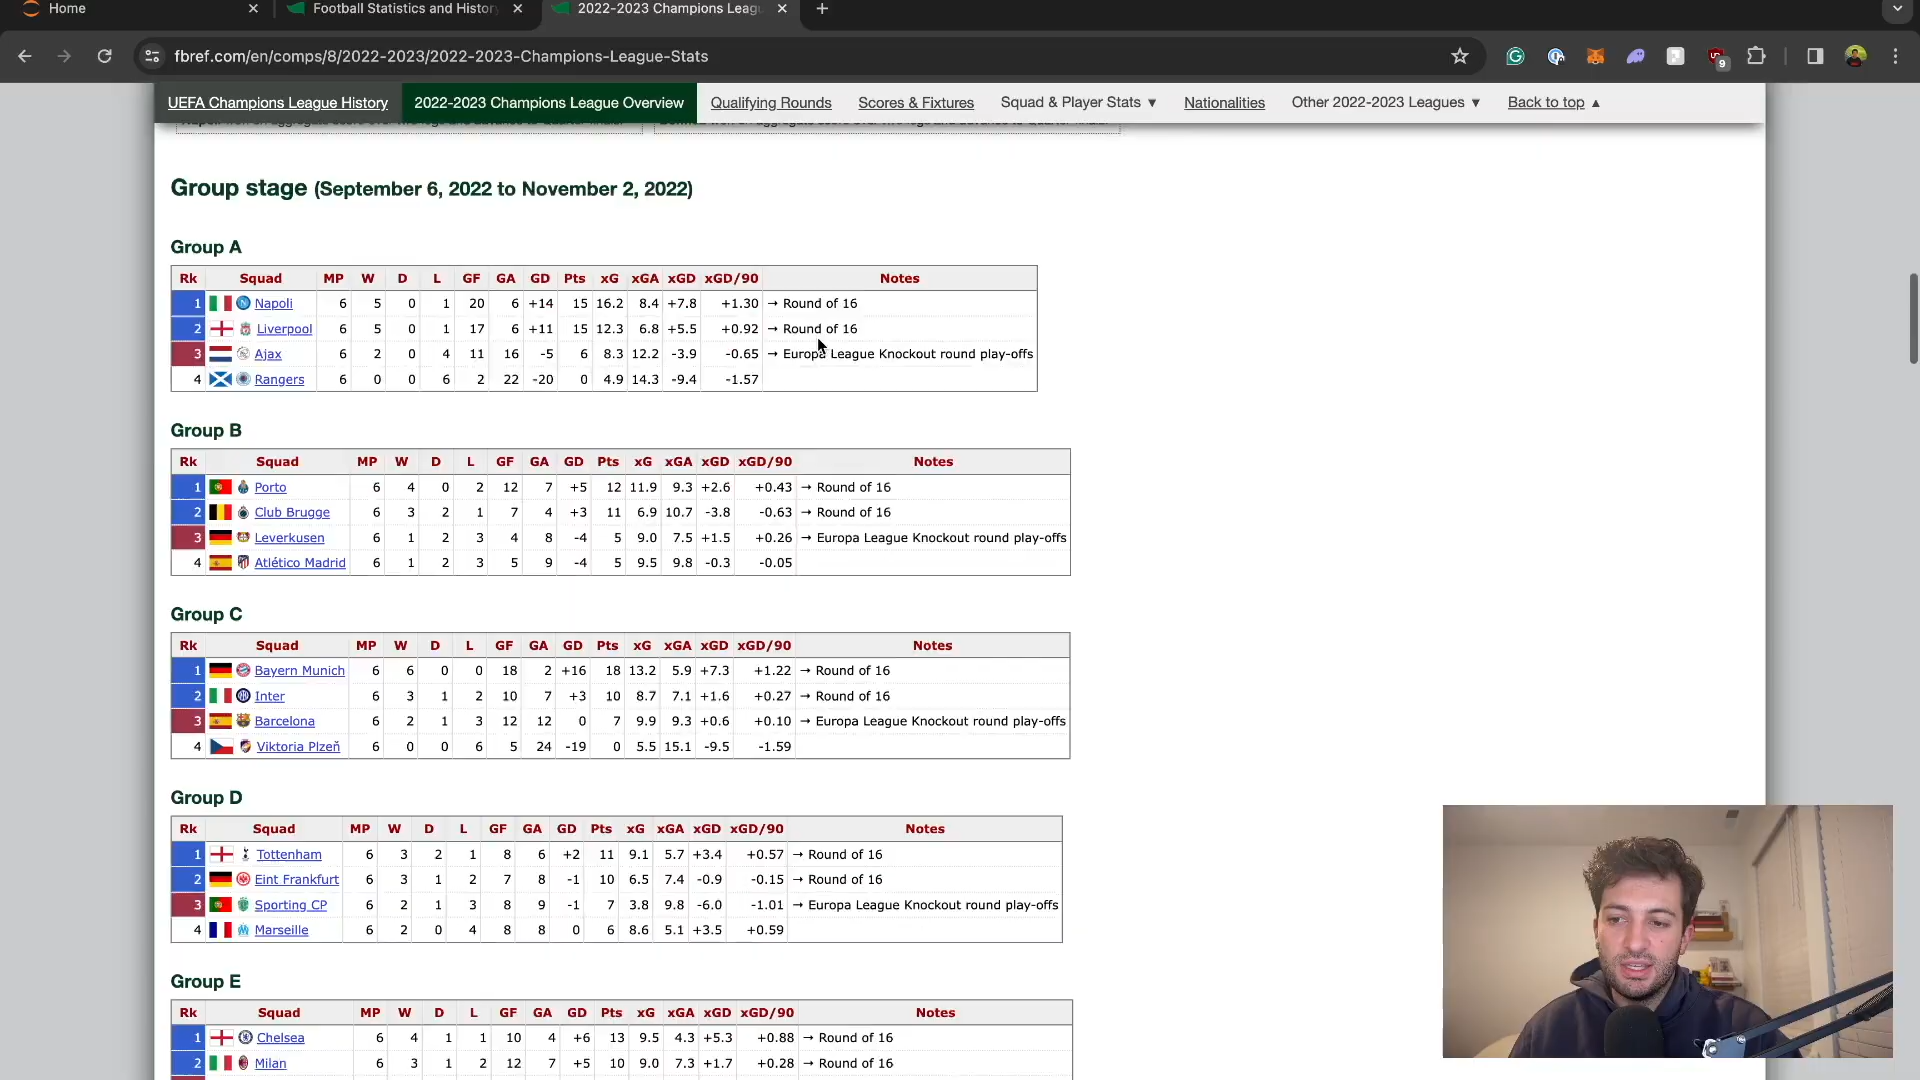 Home
Football Statistics and History
2022-2023 Champions Leag
fbref.com/en/comps/8/2022-2023/2022-2023-Champions-League-Stats
9
UEFA Champions League History 2022-2023 Champions League Overview Qualifying Rounds Scores & Fixtures Squad & Player Stats ▼ Nationalities Other 2022-2023 Leagues ▼ Back to top ▲
Group stage (September 6, 2022 to November 2, 2022)
Group A
Rk Squad MP W D L GF GA GD Pts xG xGA xGD xGD/90 Notes
1 Napoli 6 5 0 1 20 6 +14 15 16.2 8.4 +7.8 +1.30 → Round of 16
2 Liverpool 6 5 0 1 17 6 +11 15 12.3 6.8 +5.5 +0.92 → Round of 16
3 Ajax 6 2 0 4 11 16 -5 6 8.3 12.2 -3.9 -0.65 → Europa League Knockout round play-offs
4 Rangers 6 0 0 6 2 22 -20 0 4.9 14.3 -9.4 -1.57
Group B
Rk Squad MP W D L GF GA GD Pts xG xGA xGD xGD/90 Notes
1 Porto 6 4 0 2 12 7 +5 12 11.9 9.3 +2.6 +0.43 → Round of 16
2 Club Brugge 6 3 2 1 7 4 +3 11 6.9 10.7 -3.8 -0.63 → Round of 16
3 Leverkusen 6 1 2 3 4 8 -4 5 9.0 7.5 +1.5 +0.26 → Europa League Knockout round play-offs
4 Atlético Madrid 6 1 2 3 5 9 -4 5 9.5 9.8 -0.3 -0.05
Group C
Rk Squad MP W D L GF GA GD Pts xG xGA xGD xGD/90 Notes
1 Bayern Munich 6 6 0 0 18 2 +16 18 13.2 5.9 +7.3 +1.22 → Round of 16
2 Inter 6 3 1 2 10 7 +3 10 8.7 7.1 +1.6 +0.27 → Round of 16
3 Barcelona 6 2 1 3 12 12 0 7 9.9 9.3 +0.6 +0.10 → Europa League Knockout round play-offs
4 Viktoria Plzeň 6 0 0 6 5 24 -19 0 5.5 15.1 -9.5 -1.59
Group D
Rk Squad MP W D L GF GA GD Pts xG xGA xGD xGD/90 Notes
1 Tottenham 6 3 2 1 8 6 +2 11 9.1 5.7 +3.4 +0.57 → Round of 16
2 Eint Frankfurt 6 3 1 2 7 8 -1 10 6.5 7.4 -0.9 -0.15 → Round of 16
3 Sporting CP 6 2 1 3 8 9 -1 7 3.8 9.8 -6.0 -1.01 → Europa League Knockout round play-offs
4 Marseille 6 2 0 4 8 8 0 6 8.6 5.1 +3.5 +0.59
Group E
Rk Squad MP W D L GF GA GD Pts xG xGA xGD xGD/90 Notes
1 Chelsea 6 4 1 1 10 4 +6 13 9.5 4.3 +5.3 +0.88 → Round of 16
2 Milan 6 3 1 2 12 7 +5 10 9.0 7.3 +1.7 +0.28 → Round of 16